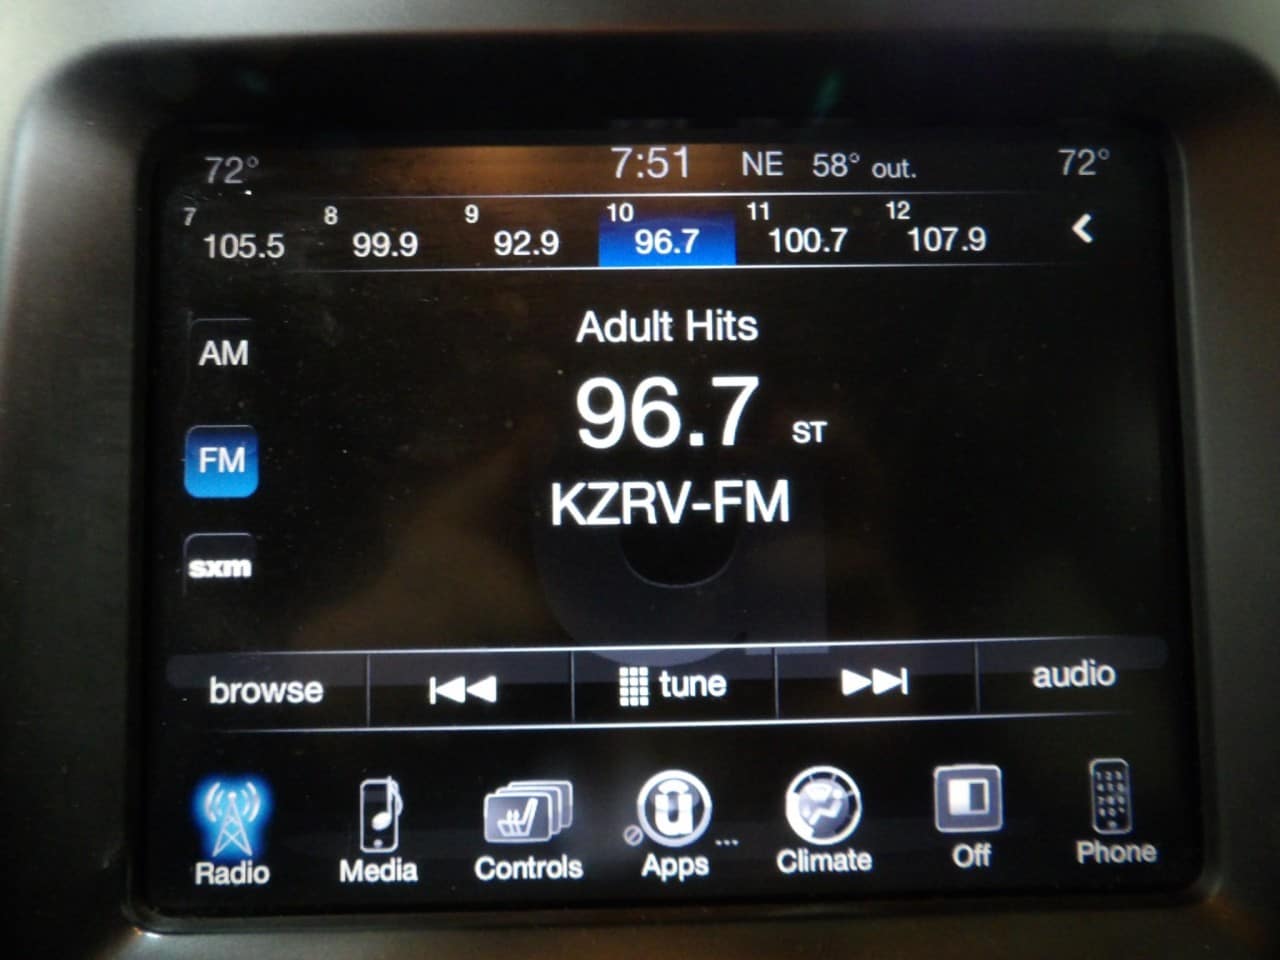 72° 7:51 NE 58° out. 72°
7 8 9 10 11 12
105.5 99.9 92.9 96.7 100.7 107.9
Adult Hits
AM
96.7 ST
FM
KZRV-FM
sxm
browse tune audio
Radio Media Controls Apps ... Climate Off Phone